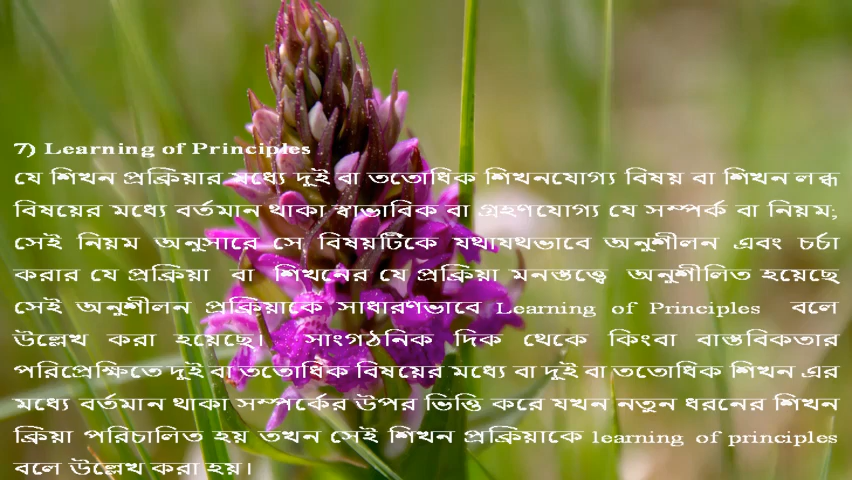 7) Learning of Principles
যে শিখন প্রক্রিয়ার মধ্যে দুই বা ততোধিক শিখনযোগ্য বিষয় বা শিখন লব্ধ
বিষয়ের মধ্যে বর্তমান থাকা স্বাভাবিক বা গ্রহণযোগ্য যে সম্পর্ক বা নিয়ম;
সেই নিয়ম অনুসারে সে বিষয়টিকে যথাযথভাবে অনুশীলন এবং চর্চা
করার যে প্রক্রিয়া বা শিখনের যে প্রক্রিয়া মনস্তত্ত্বে অনুশীলিত হয়েছে
সেই অনুশীলন প্রক্রিয়াকে সাধারণভাবে Learning of Principles বলে
উল্লেখ করা হয়েছে। সাংগঠনিক দিক থেকে কিংবা বাস্তবিকতার
পরিপ্রেক্ষিতে দুই বা ততোধিক বিষয়ের মধ্যে বা দুই বা ততোধিক শিখন এর
মধ্যে বর্তমান থাকা সম্পর্কের উপর ভিত্তি করে যখন নতুন ধরনের শিখন
ক্রিয়া পরিচালিত হয় তখন সেই শিখন প্রক্রিয়াকে learning of principles
বলে উল্লেখ করা হয়।